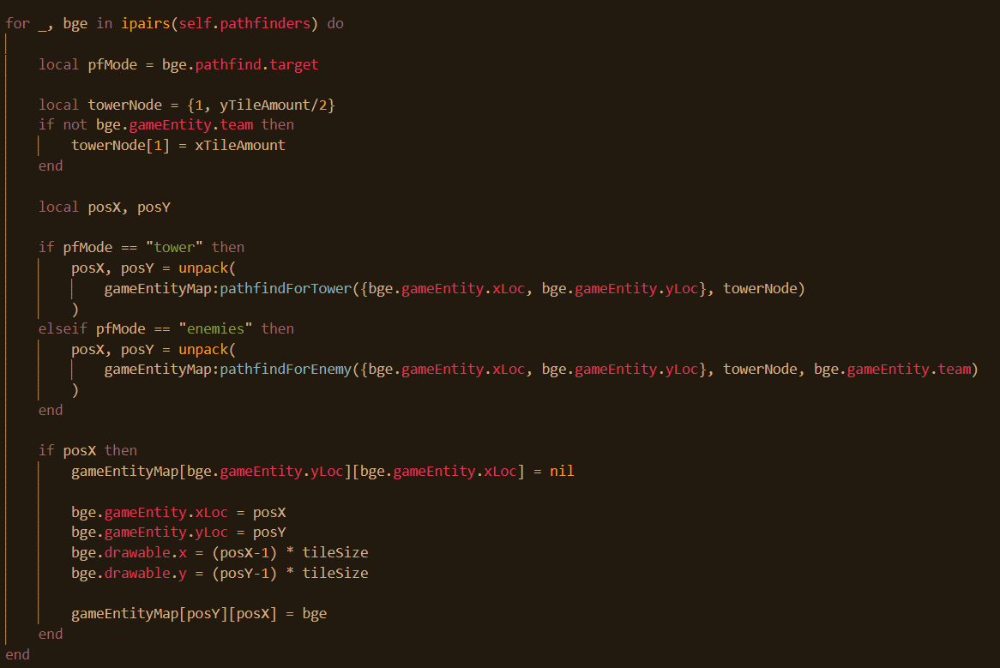 for _, bge in ipairs(self.pathfinders) do
local pfMode = bge.pathfind.target
local towerNode = {1, yTileAmount/2}
if not bge.gameEntity.team then
towerNode[1] = xTileAmount
end
local posX, posY
if pfMode == "tower" then
posX, posY = unpack(
gameEntityMap:pathfindForTower({bge.gameEntity.xLoc, bge.gameEntity.yLoc}, towerNode)
)
elseif pfMode == "enemies" then
posX, posY = unpack(
gameEntityMap:pathfindForEnemy({bge.gameEntity.xLoc, bge.gameEntity.yLoc}, towerNode, bge.gameEntity.team)
)
end
if posX then
gameEntityMap[bge.gameEntity.yLoc][bge.gameEntity.xLoc] = nil
bge.gameEntity.xLoc = posX
bge.gameEntity.yLoc = posY
bge.drawable.x = (posX-1) * tileSize
bge.drawable.y = (posY-1) * tileSize
gameEntityMap[posY][posX] = bge
end
end